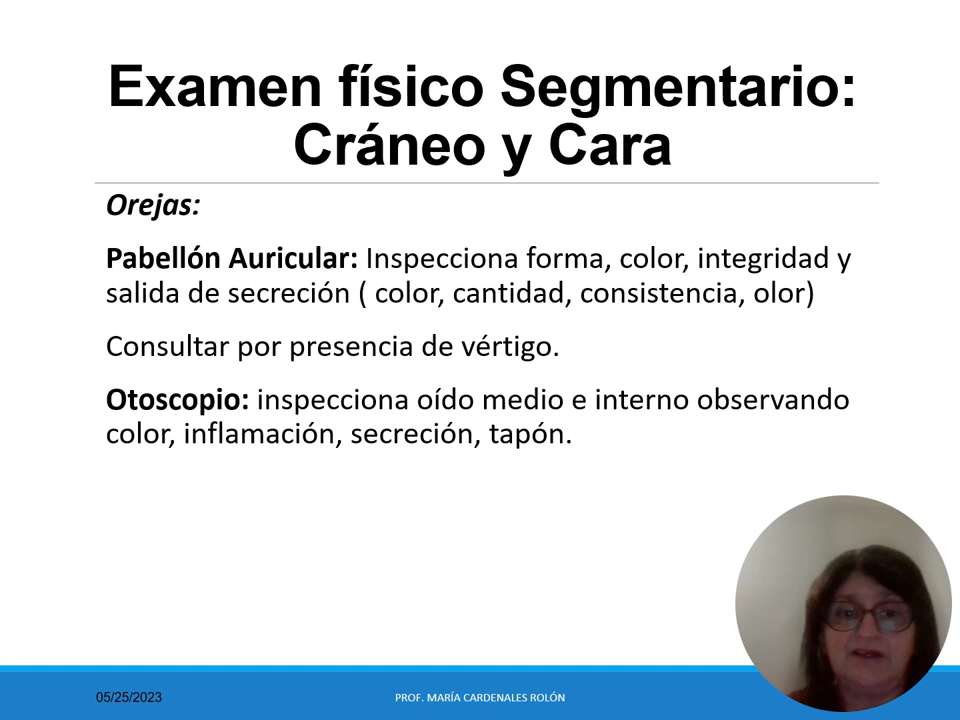 Examen físico Segmentario:
Cráneo y Cara
Orejas:
Pabellón Auricular: Inspecciona forma, color, integridad y
salida de secreción ( color, cantidad, consistencia, olor)
Consultar por presencia de vértigo.
Otoscopio: inspecciona oído medio e interno observando
color, inflamación, secreción, tapón.
05/25/2023
PROF. MARÍA CARDENALES ROLÓN